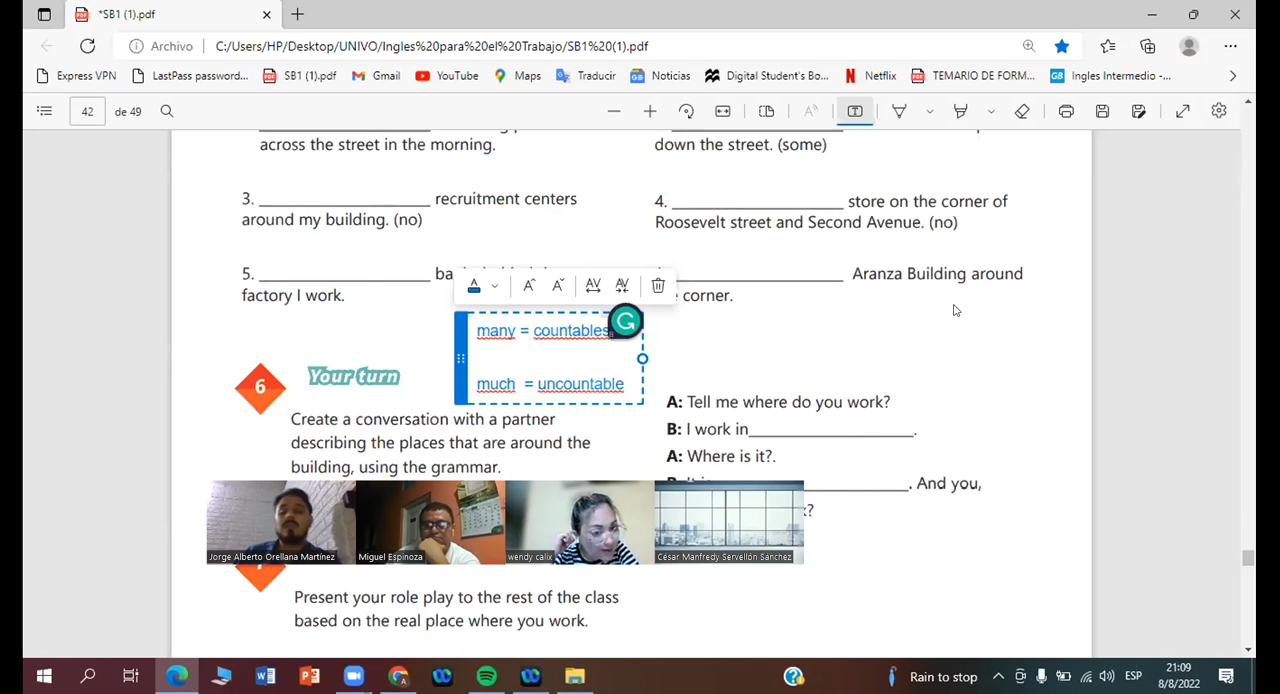 *SB1 (1).pdf
Archivo C:/Users/HP/Desktop/UNIVO/Ingles%20para%20el%20Trabajo/SB1%20(1).pdf
Express VPN LastPass password... SB1 (1).pdf Gmail YouTube Maps Traducir Noticias Digital Student's Bo... Netflix TEMARIO DE FORM... Ingles Intermedio -...
42 de 49
across the street in the morning.
down the street. (some)
3. ____________________ recruitment centers
around my building. (no)
4. ____________________ store on the corner of
Roosevelt street and Second Avenue. (no)
5. ____________________ ba
factory I work.
____________________ Aranza Building around
corner.
many = countables
much = uncountable
6 Your turn
Create a conversation with a partner
describing the places that are around the
building, using the grammar.
A: Tell me where do you work?
B: I work in____________________.
A: Where is it?.
____________________. And you,
Jorge Alberto Orellana Martínez
Miguel Espinoza
wendy calix
César Manfredy Servellón Sánchez
Present your role play to the rest of the class
based on the real place where you work.
Rain to stop ESP 21:09
8/8/2022